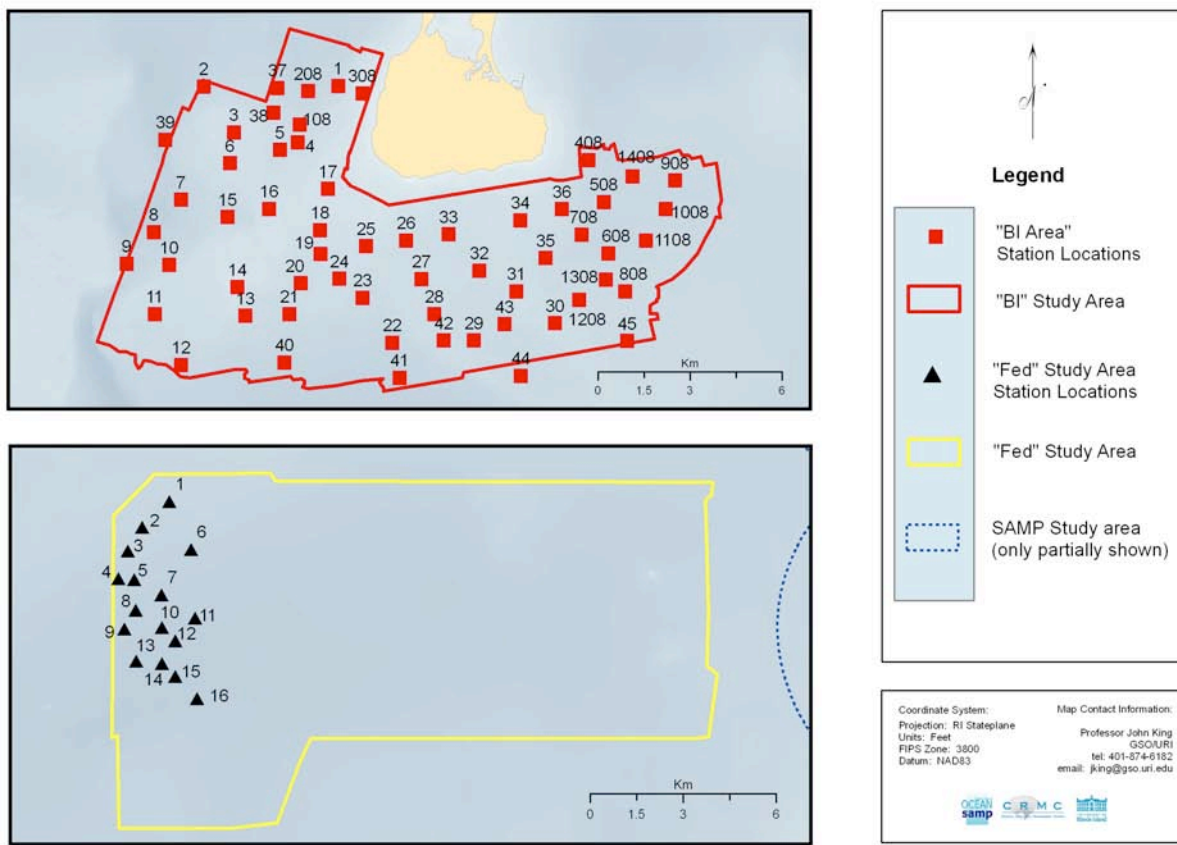 2
37
208
1
308
38
108
39
3
5
4
6
17
7
15
16
8
18
25
26
33
34
36
408
1408
908
508
1008
708
1108
9
10
19
35
608
14
20
24
27
32
31
1308
808
11
13
21
23
28
43
30
1208
22
42
29
45
12
40
41
44
Km
0 1.5 3 6
1
2
6
3
4
5
7
8
10
11
9
12
13
14
15
16
Km
0 1.5 3 6
Legend
"BI Area"
Station Locations
"BI" Study Area
"Fed" Study Area
Station Locations
"Fed" Study Area
SAMP Study area
(only partially shown)
Coordinate System:
Projection: RI Stateplane
Units: Feet
FIPS Zone: 3800
Datum: NAD83
Map Contact Information:
Professor John King
GSO/URI
tel: 401-874-6182
email: jking@gso.uri.edu
OCEAN
samp
C R M C